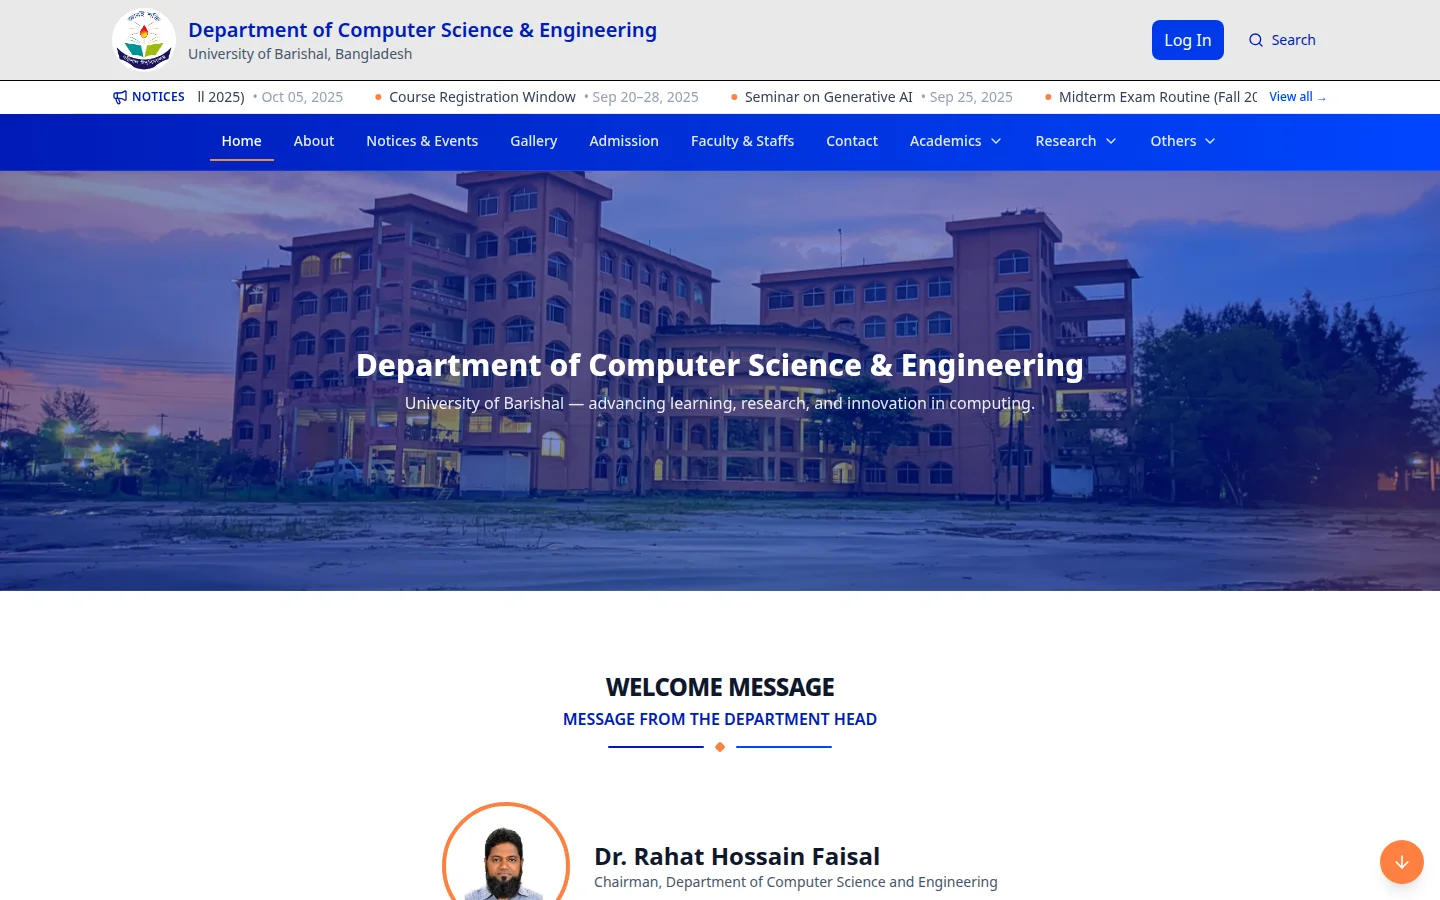 Department of Computer Science & Engineering
University of Barishal, Bangladesh
Log In
Search
NOTICES
ll 2025) • Oct 05, 2025
Course Registration Window • Sep 20–28, 2025
Seminar on Generative AI • Sep 25, 2025
Midterm Exam Routine (Fall 20
View all →
Home
About
Notices & Events
Gallery
Admission
Faculty & Staffs
Contact
Academics
Research
Others
Department of Computer Science & Engineering
University of Barishal — advancing learning, research, and innovation in computing.
WELCOME MESSAGE
MESSAGE FROM THE DEPARTMENT HEAD
Dr. Rahat Hossain Faisal
Chairman, Department of Computer Science and Engineering